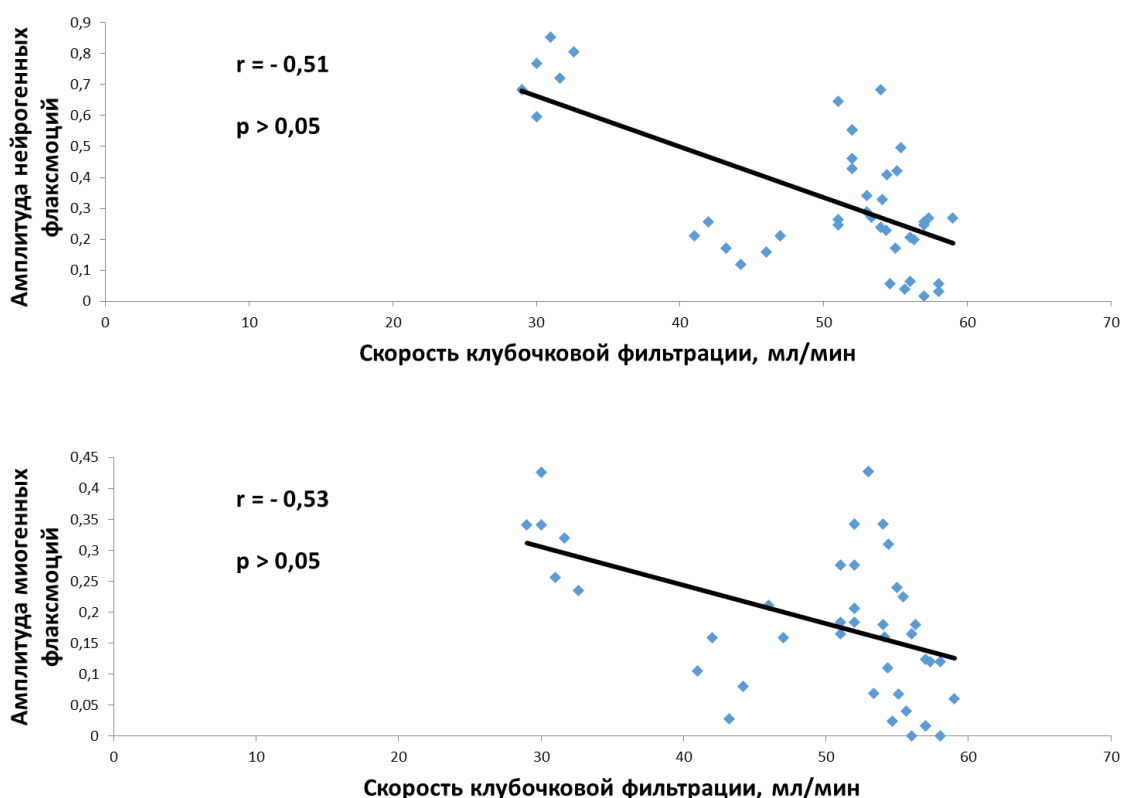 Амплитуда нейрогенных
флаксмоций
0,9
0,8
0,7
0,6
0,5
0,4
0,3
0,2
0,1
0
r = - 0,51
p > 0,05
0 10 20 30 40 50 60 70
Скорость клубочковой фильтрации, мл/мин
Амплитуда миогенных
флаксмоций
0,45
0,4
0,35
0,3
0,25
0,2
0,15
0,1
0,05
0
r = - 0,53
p > 0,05
0 10 20 30 40 50 60 70
Скорость клубочковой фильтрации, мл/мин